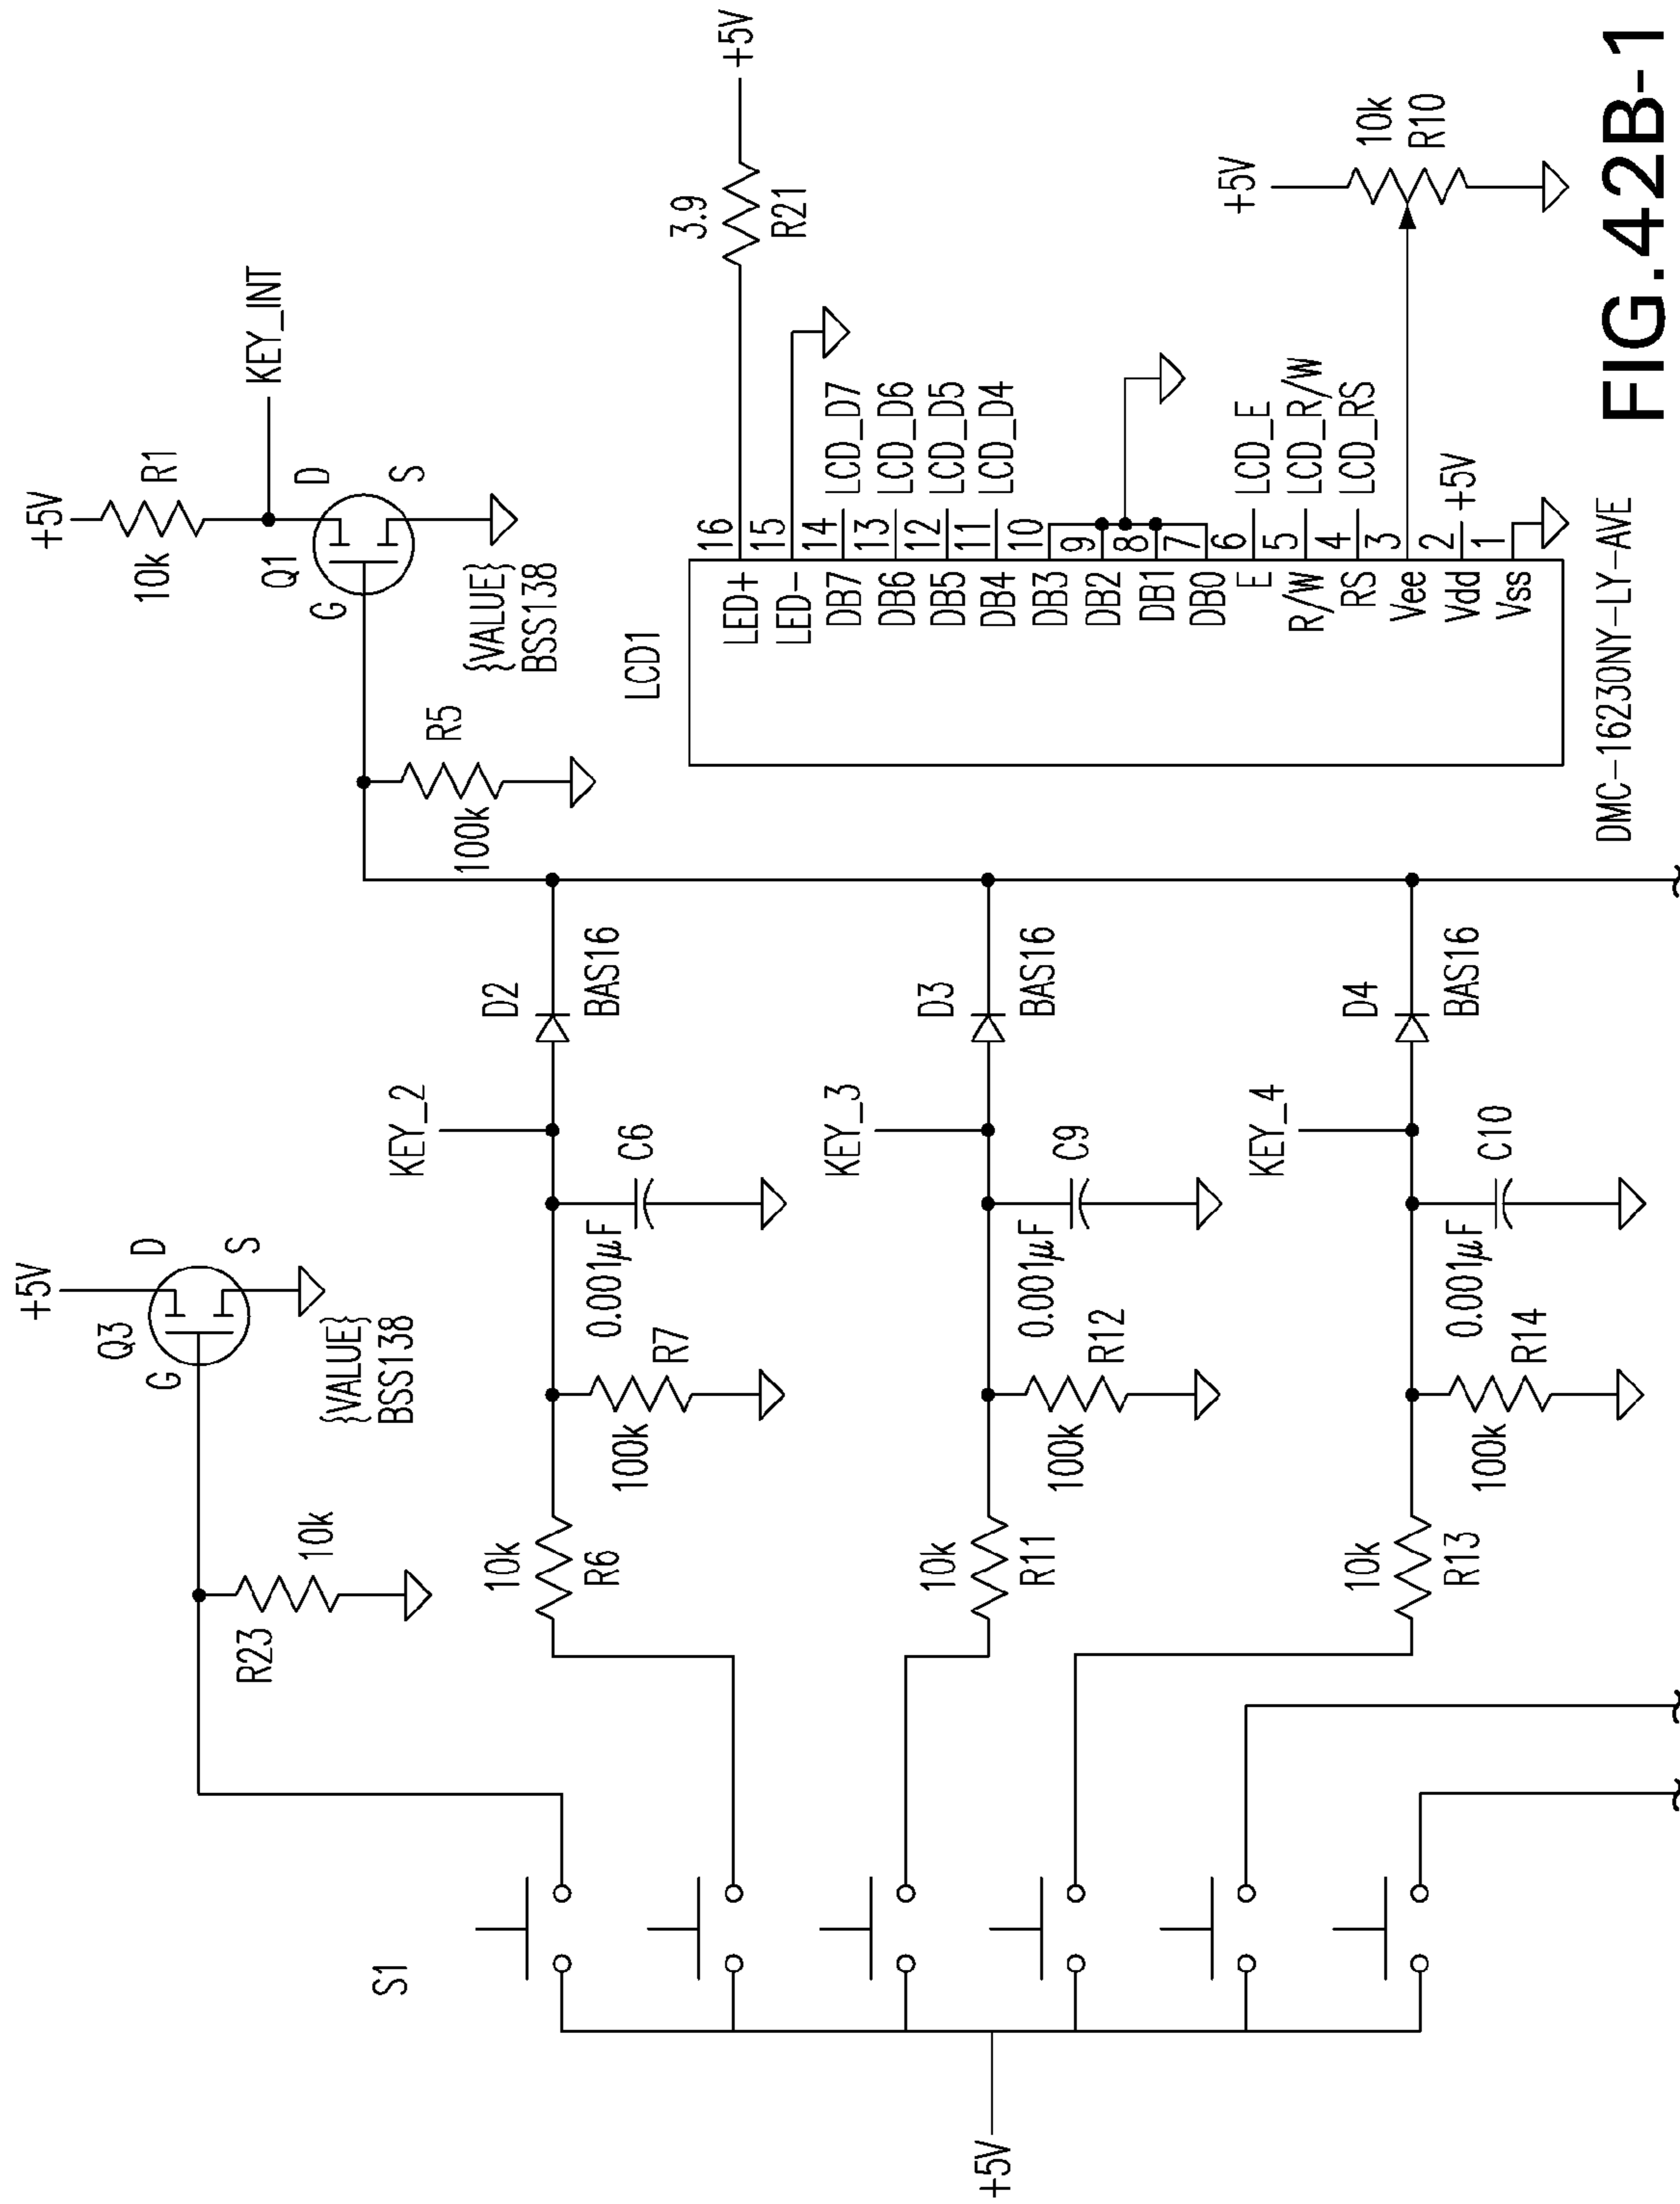 +5V
S1
+5V
Q3
D
G
S
{VALUE}
BSS138
R23
10k
10k
R6
100k
R7
0.001µF
C6
KEY_2
D2
BAS16
10k
R11
100k
R12
0.001µF
C9
KEY_3
D3
BAS16
10k
R13
100k
R14
0.001µF
C10
KEY_4
D4
BAS16
100k
R5
+5V
10k
R1
KEY_INT
Q1
D
G
S
{VALUE}
BSS138
LCD1
LED+ 16
LED- 15
DB7 14 LCD_D7
DB6 13 LCD_D6
DB5 12 LCD_D5
DB4 11 LCD_D4
DB3 10
DB2 9
DB1 8
DB0 7
E 6 LCD_E
R/W 5 LCD_R/W
RS 4 LCD_RS
Vee 3
Vdd 2 +5V
Vss 1
DMC-16230NY-LY-AVE
3.9
R21
+5V
+5V
10k
R10
FIG.42B-1